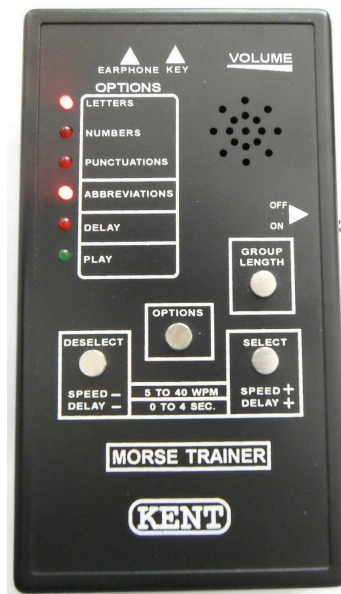 VOLUME
EARPHONE KEY
OPTIONS
LETTERS
NUMBERS
PUNCTUATIONS
ABBREVIATIONS
DELAY
PLAY
OFF
ON
GROUP
LENGTH
OPTIONS
DESELECT
SELECT
SPEED −
DELAY −
5 TO 40 WPM
0 TO 4 SEC.
SPEED +
DELAY +
MORSE TRAINER
KENT